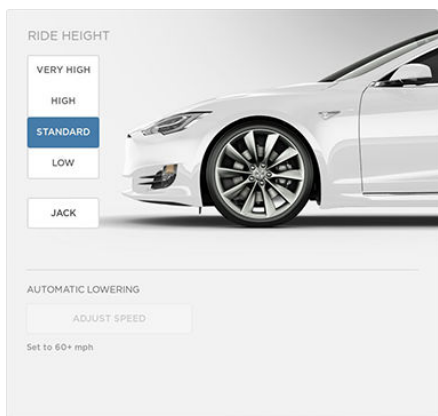 RIDE HEIGHT
VERY HIGH
HIGH
STANDARD
LOW
JACK
AUTOMATIC LOWERING
ADJUST SPEED
Set to 60+ mph